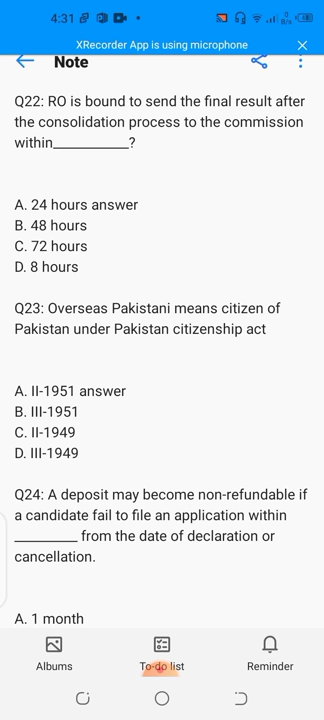 4:31
XRecorder App is using microphone
Note
Q22: RO is bound to send the final result after
the consolidation process to the commission
within__________?
A. 24 hours answer
B. 48 hours
C. 72 hours
D. 8 hours
Q23: Overseas Pakistani means citizen of
Pakistan under Pakistan citizenship act
A. II-1951 answer
B. III-1951
C. II-1949
D. III-1949
Q24: A deposit may become non-refundable if
a candidate fail to file an application within
________ from the date of declaration or
cancellation.
A. 1 month
Albums To-do list Reminder